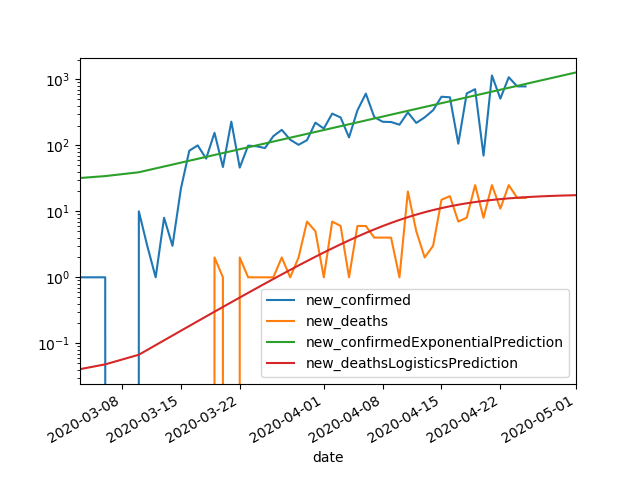 10³
10²
10¹
10⁰
10⁻¹
new_confirmed
new_deaths
new_confirmedExponentialPrediction
new_deathsLogisticsPrediction
2020-03-08
2020-03-15
2020-03-22
2020-04-01
2020-04-08
2020-04-15
2020-04-22
2020-05-01
date